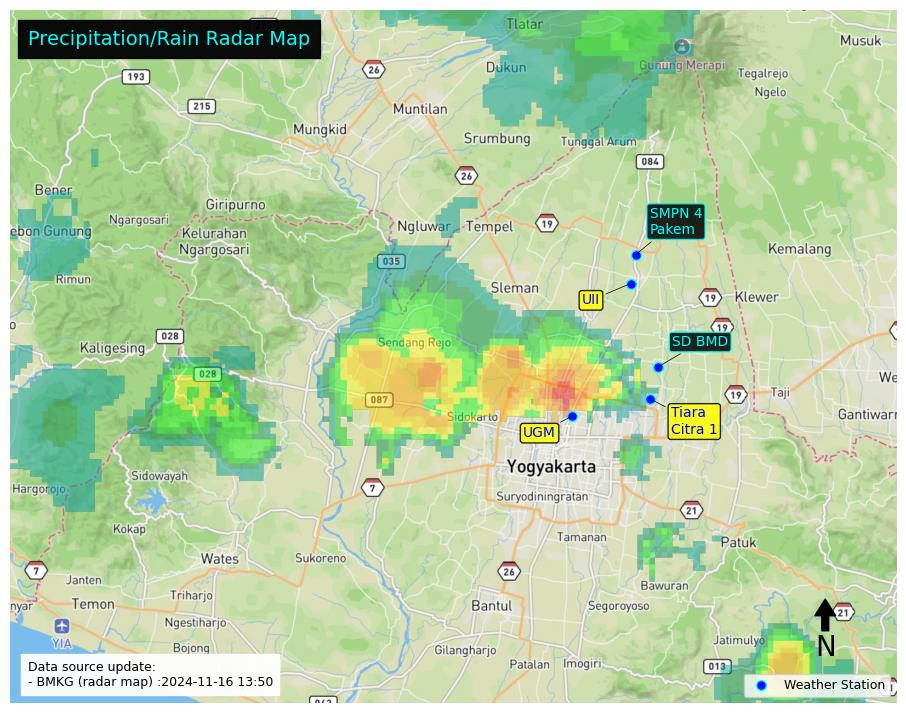 Precipitation/Rain Radar Map
Tlatar
Musuk
Dukun
26
Gunung Merapi
Tegalrejo
193
Ngelo
215
Muntilan
Mungkid
Srumbung
Tunggal Arum
084
26
Bener
Giripurno
SMPN 4
Pakem
Ngargosari
Ngluwar
Tempel
19
ebon Gunung
Kelurahan
Ngargosari
Kemalang
035
Rimun
Sleman
UII
19
Klewer
19
028
Sendang Rejo
SD BMD
Kaligesing
028
We
087
19
Taji
Sidokarto
Tiara
Citra 1
Gantiwarn
UGM
Yogyakarta
Sidowayah
Hargorojo
7
Suryodiningratan
21
Kokap
Tamanan
Patuk
Wates
Sukoreno
7
26
Janten
Bawuran
Triharjo
nyar
Temon
Bantul
Segoroyoso
21
Ngestiharjo
YIA
N
Bojong
Jatimulyo
Gilangharjo
Data source update:
Patalan
Imogiri
013
- BMKG (radar map) :2024-11-16 13:50
Weather Station